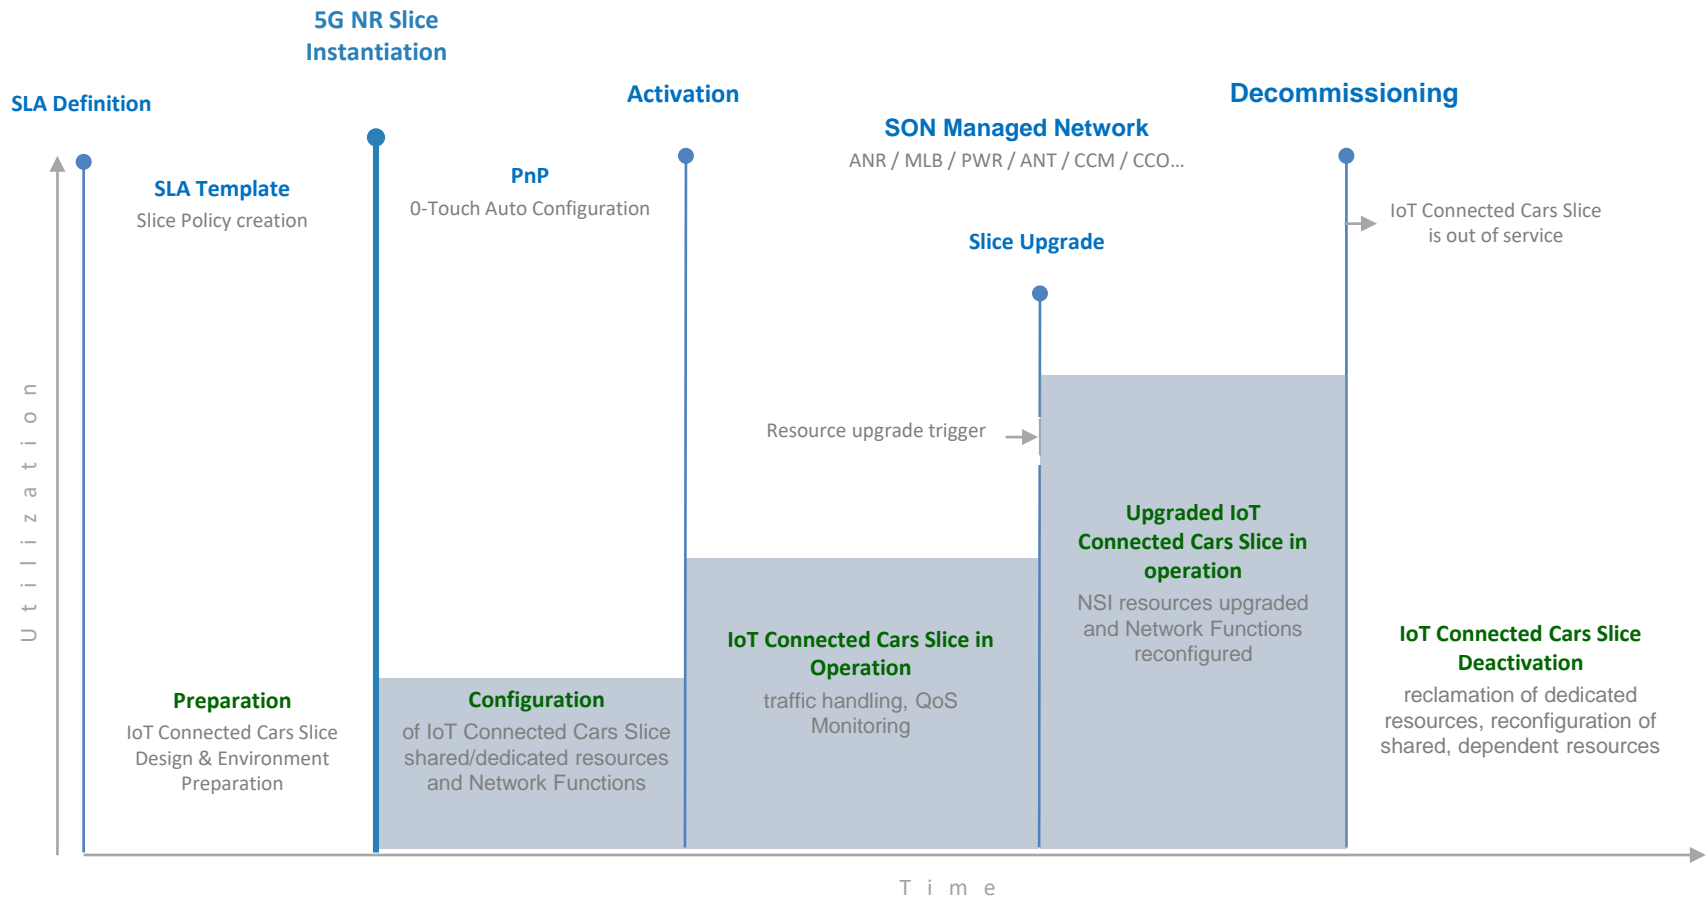 5G NR Slice
Instantiation
SLA Definition
Activation
Decommissioning
SON Managed Network
ANR / MLB / PWR / ANT / CCM / CCO...
SLA Template
Slice Policy creation
PnP
0-Touch Auto Configuration
Slice Upgrade
IoT Connected Cars Slice
is out of service
Resource upgrade trigger
Utilization
Preparation
IoT Connected Cars Slice
Design & Environment
Preparation
Configuration
of IoT Connected Cars Slice
shared/dedicated resources
and Network Functions
IoT Connected Cars Slice in
Operation
traffic handling, QoS
Monitoring
Upgraded IoT
Connected Cars Slice in
operation
NSI resources upgraded
and Network Functions
reconfigured
IoT Connected Cars Slice
Deactivation
reclamation of dedicated
resources, reconfiguration of
shared, dependent resources
Time